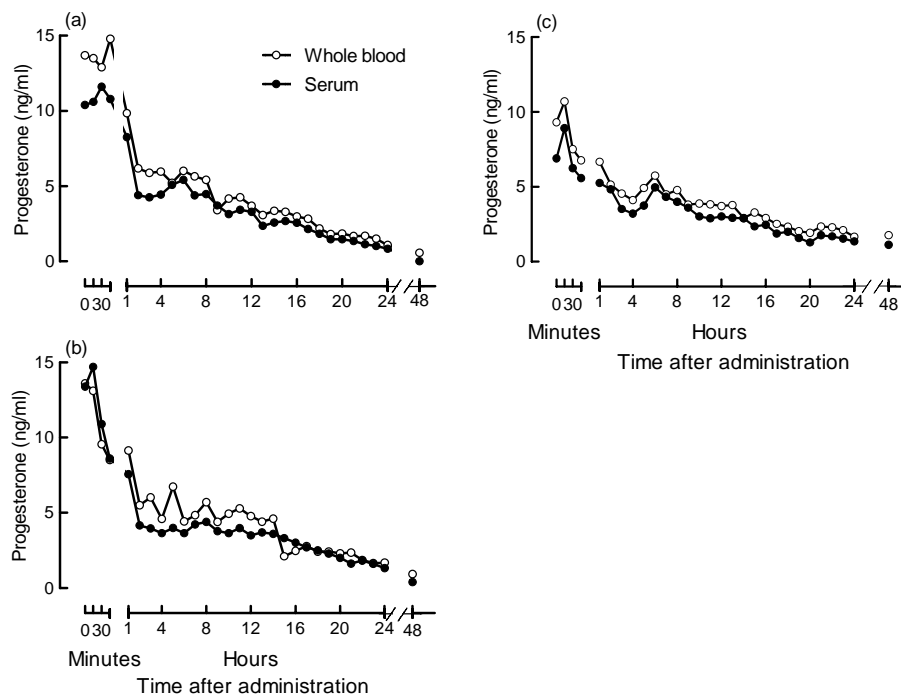 (a)
15
10
5
0
Progesterone (ng/ml)
Whole blood
Serum
0 30 1 4 8 12 16 20 24 48
(b)
15
10
5
0
Progesterone (ng/ml)
0 30 1 4 8 12 16 20 24 48
Minutes Hours
Time after administration
(c)
15
10
5
0
Progesterone (ng/ml)
0 30 1 4 8 12 16 20 24 48
Minutes Hours
Time after administration